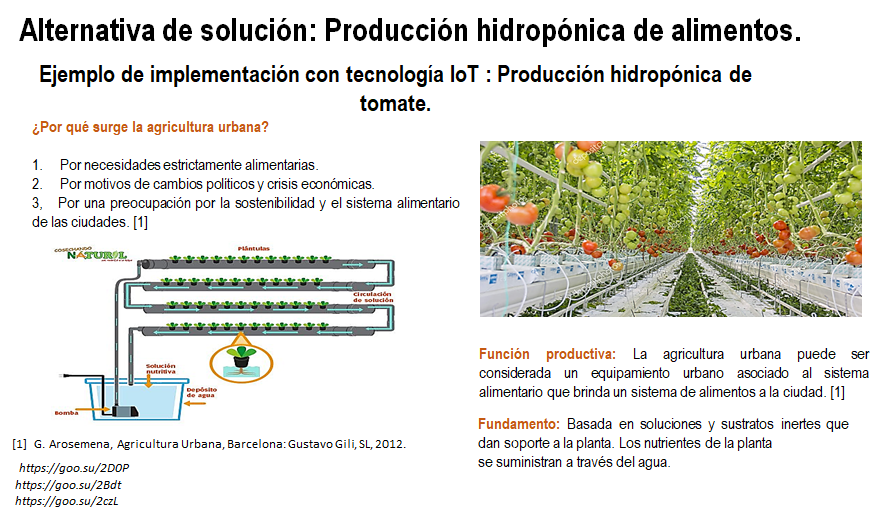 Alternativa de solución: Producción hidropónica de alimentos.
Ejemplo de implementación con tecnología IoT : Producción hidropónica de
tomate.
¿Por qué surge la agricultura urbana?
1. Por necesidades estrictamente alimentarias.
2. Por motivos de cambios políticos y crisis económicas.
3, Por una preocupación por la sostenibilidad y el sistema alimentario
de las ciudades. [1]
COSECHANDO
NATURAL
Plántulas
Circulación
de solución
Solución
nutritiva
Depósito
de agua
Bomba
[1] G. Arosemena, Agricultura Urbana, Barcelona: Gustavo Gili, SL, 2012.
https://goo.su/2D0P
https://goo.su/2Bdt
https://goo.su/2czL
Función productiva: La agricultura urbana puede ser
considerada un equipamiento urbano asociado al sistema
alimentario que brinda un sistema de alimentos a la ciudad. [1]
Fundamento: Basada en soluciones y sustratos inertes que
dan soporte a la planta. Los nutrientes de la planta
se suministran a través del agua.